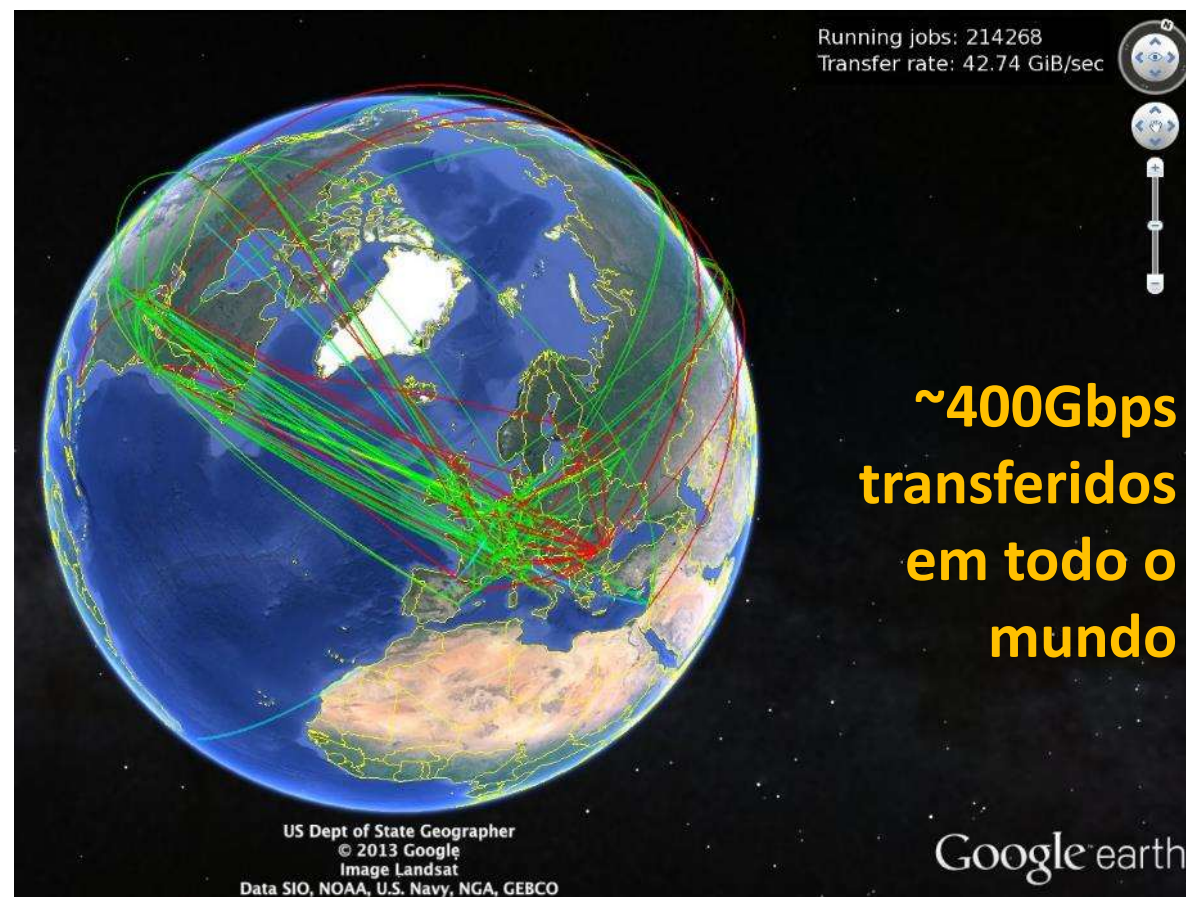 Running jobs: 214268
Transfer rate: 42.74 GiB/sec
N
~400Gbps
transferidos
em todo o
mundo
US Dept of State Geographer
© 2013 Google
Image Landsat
Data SIO, NOAA, U.S. Navy, NGA, GEBCO
Google earth